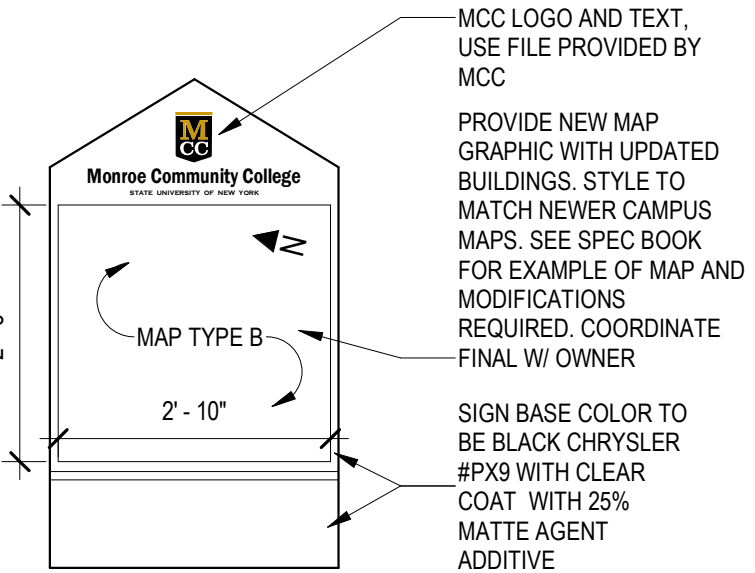 MCC LOGO AND TEXT,
USE FILE PROVIDED BY
MCC
M
CC
Monroe Community College
STATE UNIVERSITY OF NEW YORK
PROVIDE NEW MAP
GRAPHIC WITH UPDATED
BUILDINGS. STYLE TO
MATCH NEWER CAMPUS
MAPS. SEE SPEC BOOK
FOR EXAMPLE OF MAP AND
MODIFICATIONS
REQUIRED. COORDINATE
FINAL W/ OWNER
N
MAP TYPE B
2' - 10"
SIGN BASE COLOR TO
BE BLACK CHRYSLER
#PX9 WITH CLEAR
COAT WITH 25%
MATTE AGENT
ADDITIVE